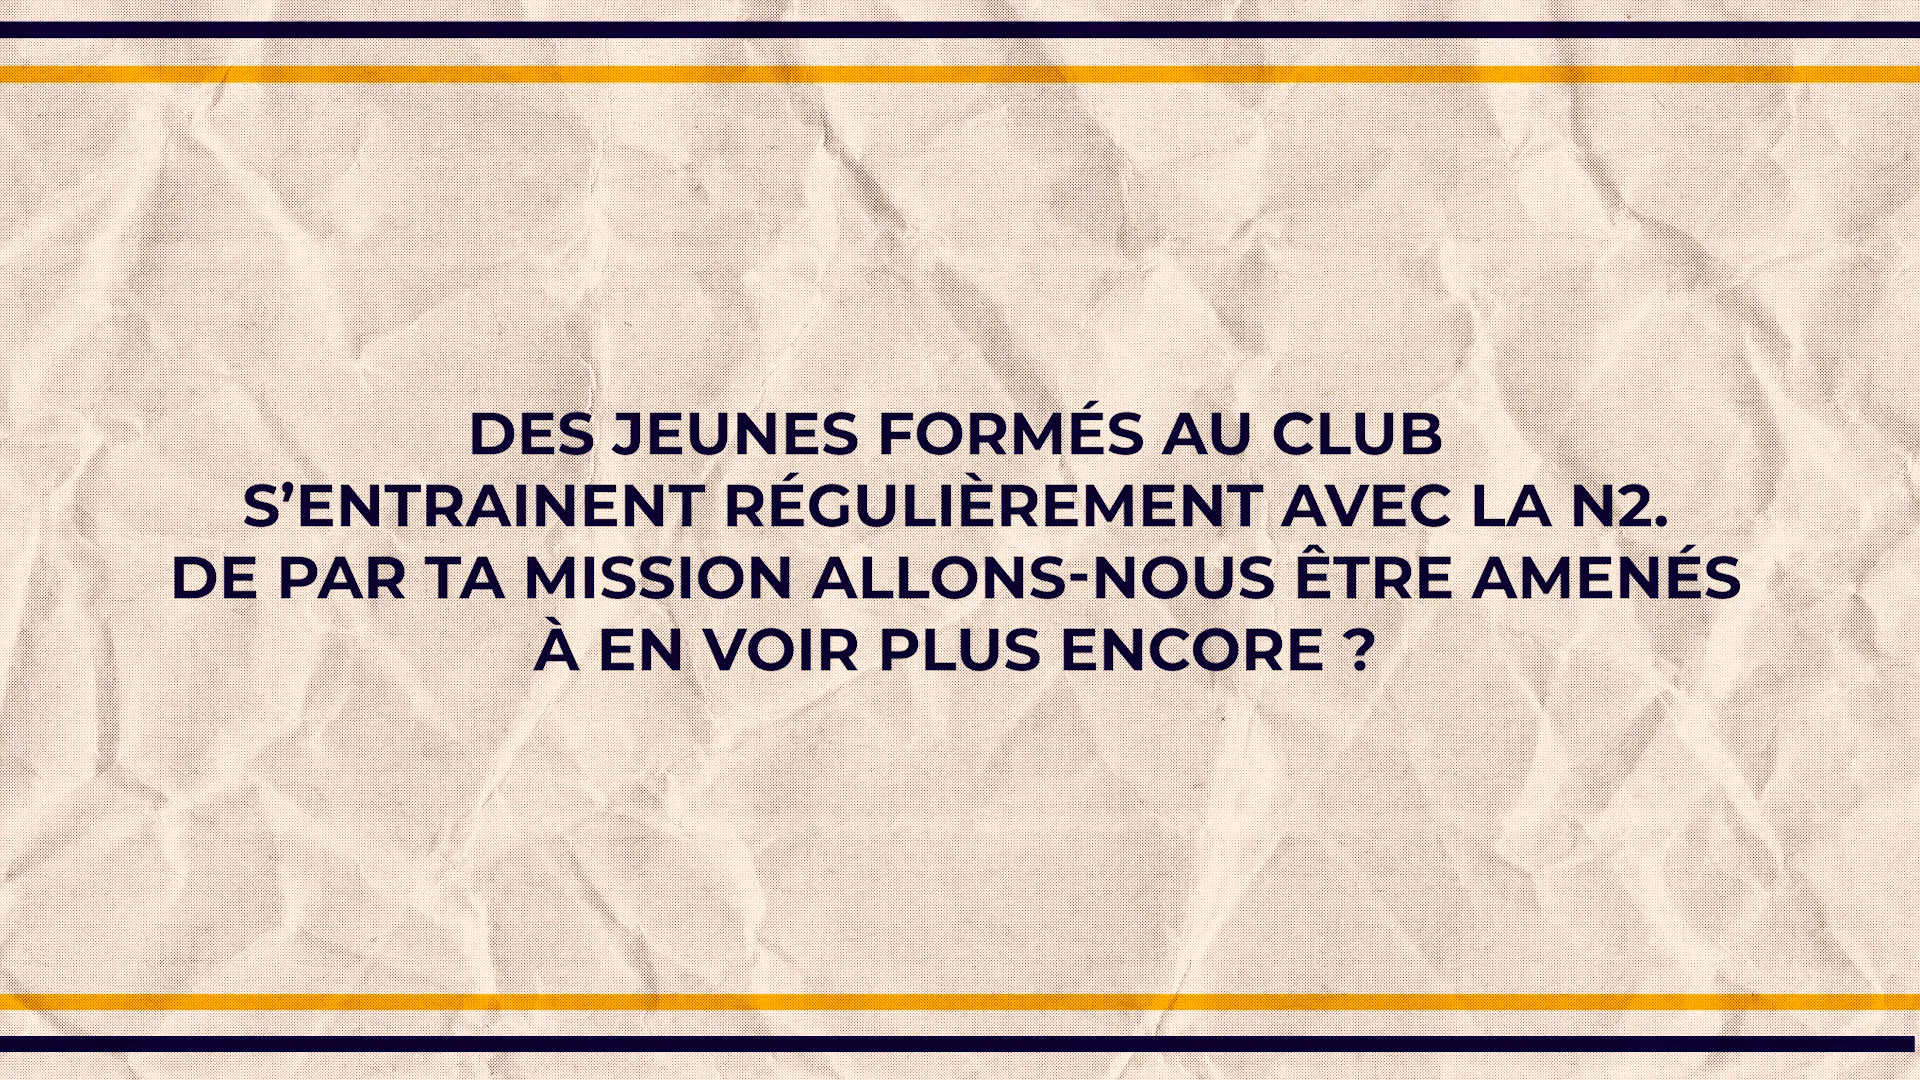 DES JEUNES FORMÉS AU CLUB
S’ENTRAINENT RÉGULIÈREMENT AVEC LA N2.
DE PAR TA MISSION ALLONS-NOUS ÊTRE AMENÉS
À EN VOIR PLUS ENCORE ?